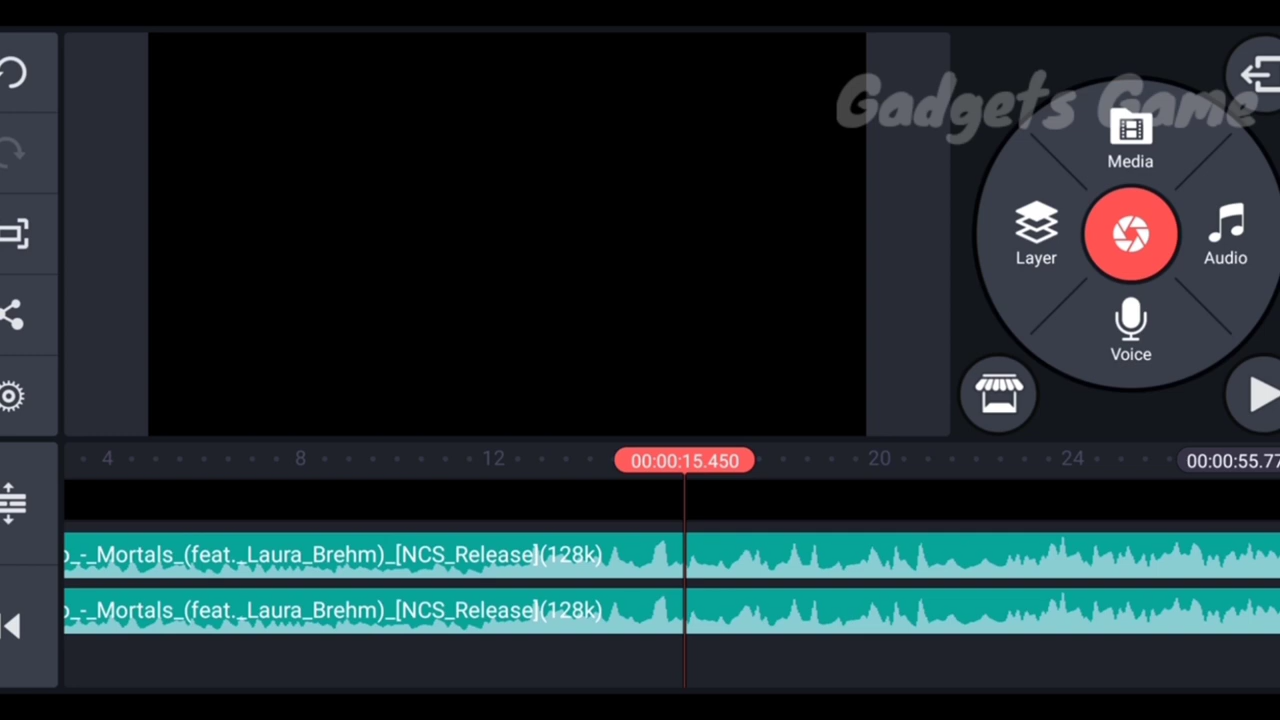 Gadgets Game
Media
Layer
Audio
Voice
4 8 12 00:00:15.450 20 24 00:00:55.77
_-_Mortals_(feat._Laura_Brehm)_[NCS_Release](128k)
_-_Mortals_(feat._Laura_Brehm)_[NCS_Release](128k)